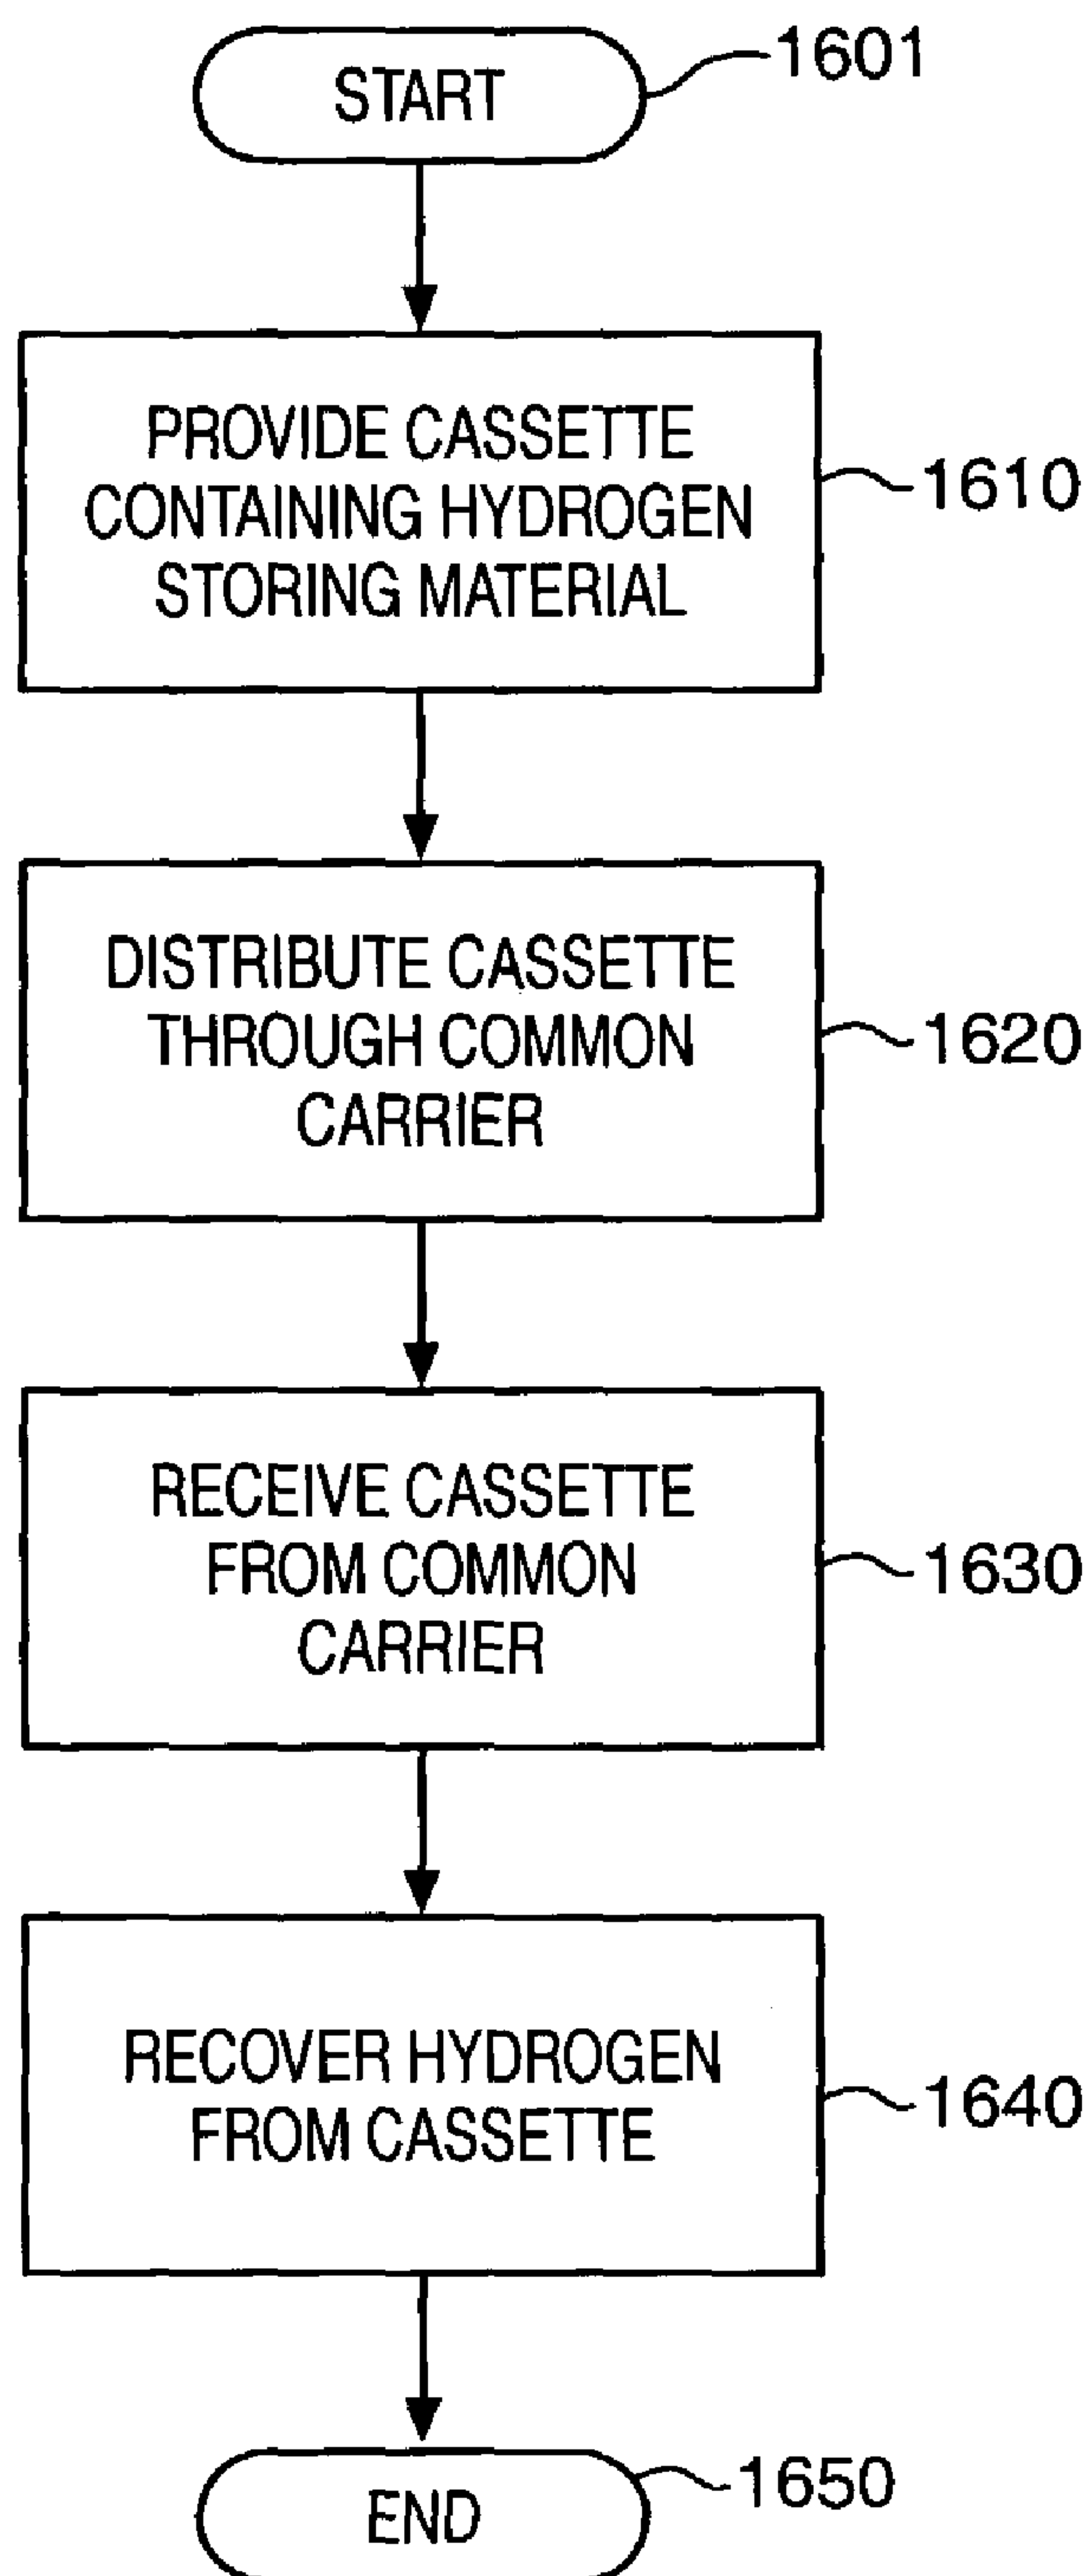 START
1601
PROVIDE CASSETTE
CONTAINING HYDROGEN
STORING MATERIAL
1610
DISTRIBUTE CASSETTE
THROUGH COMMON
CARRIER
1620
RECEIVE CASSETTE
FROM COMMON
CARRIER
1630
RECOVER HYDROGEN
FROM CASSETTE
1640
END
1650